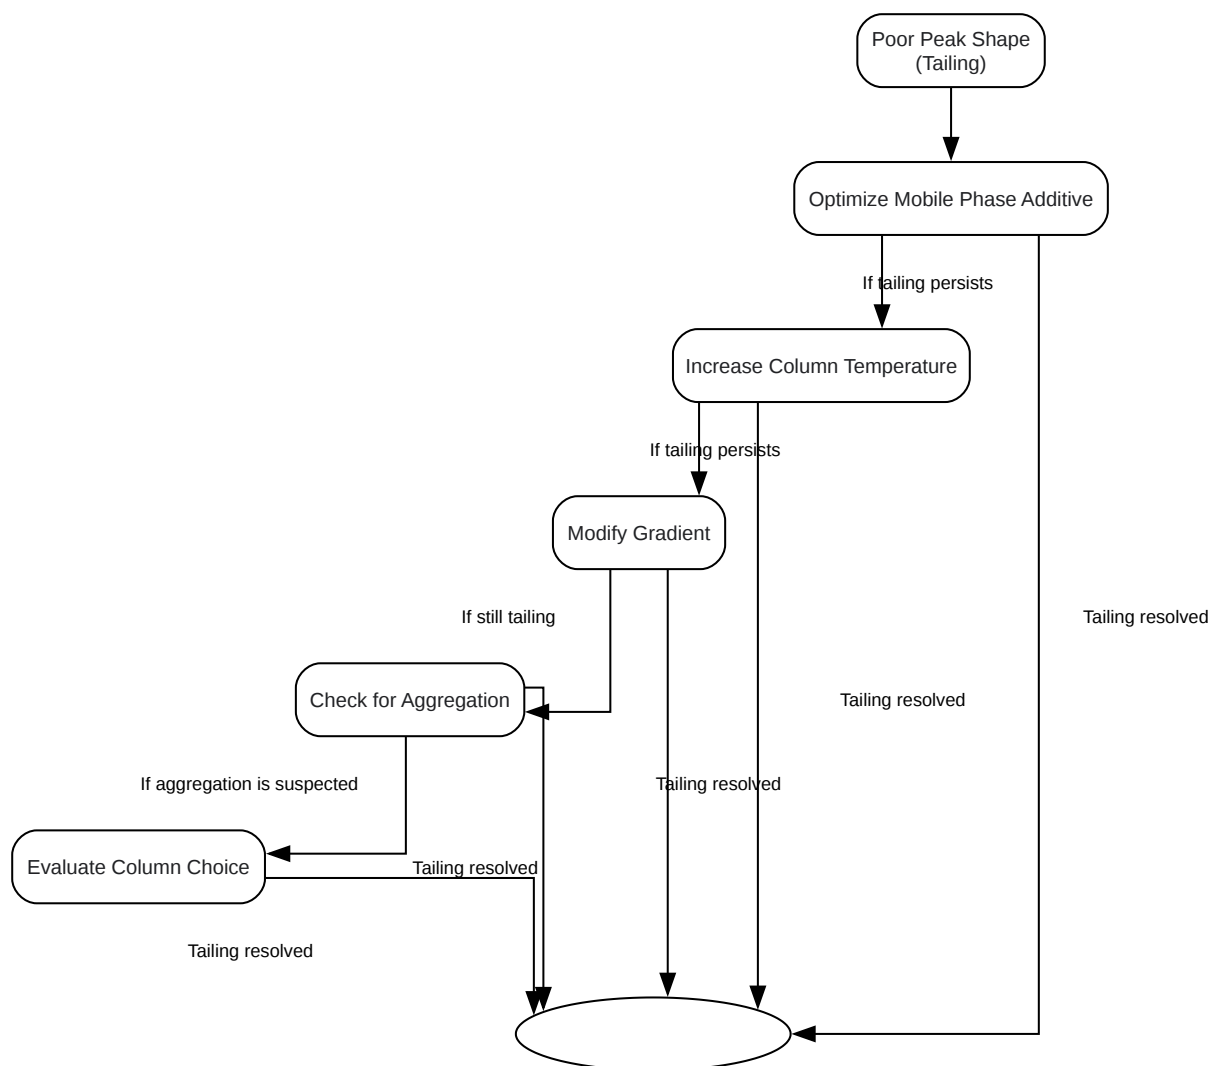 Poor Peak Shape
(Tailing)
Optimize Mobile Phase Additive
If tailing persists
Increase Column Temperature
If tailing persists
Modify Gradient
If still tailing
Tailing resolved
Check for Aggregation
Tailing resolved
If aggregation is suspected
Tailing resolved
Evaluate Column Choice
Tailing resolved
Tailing resolved